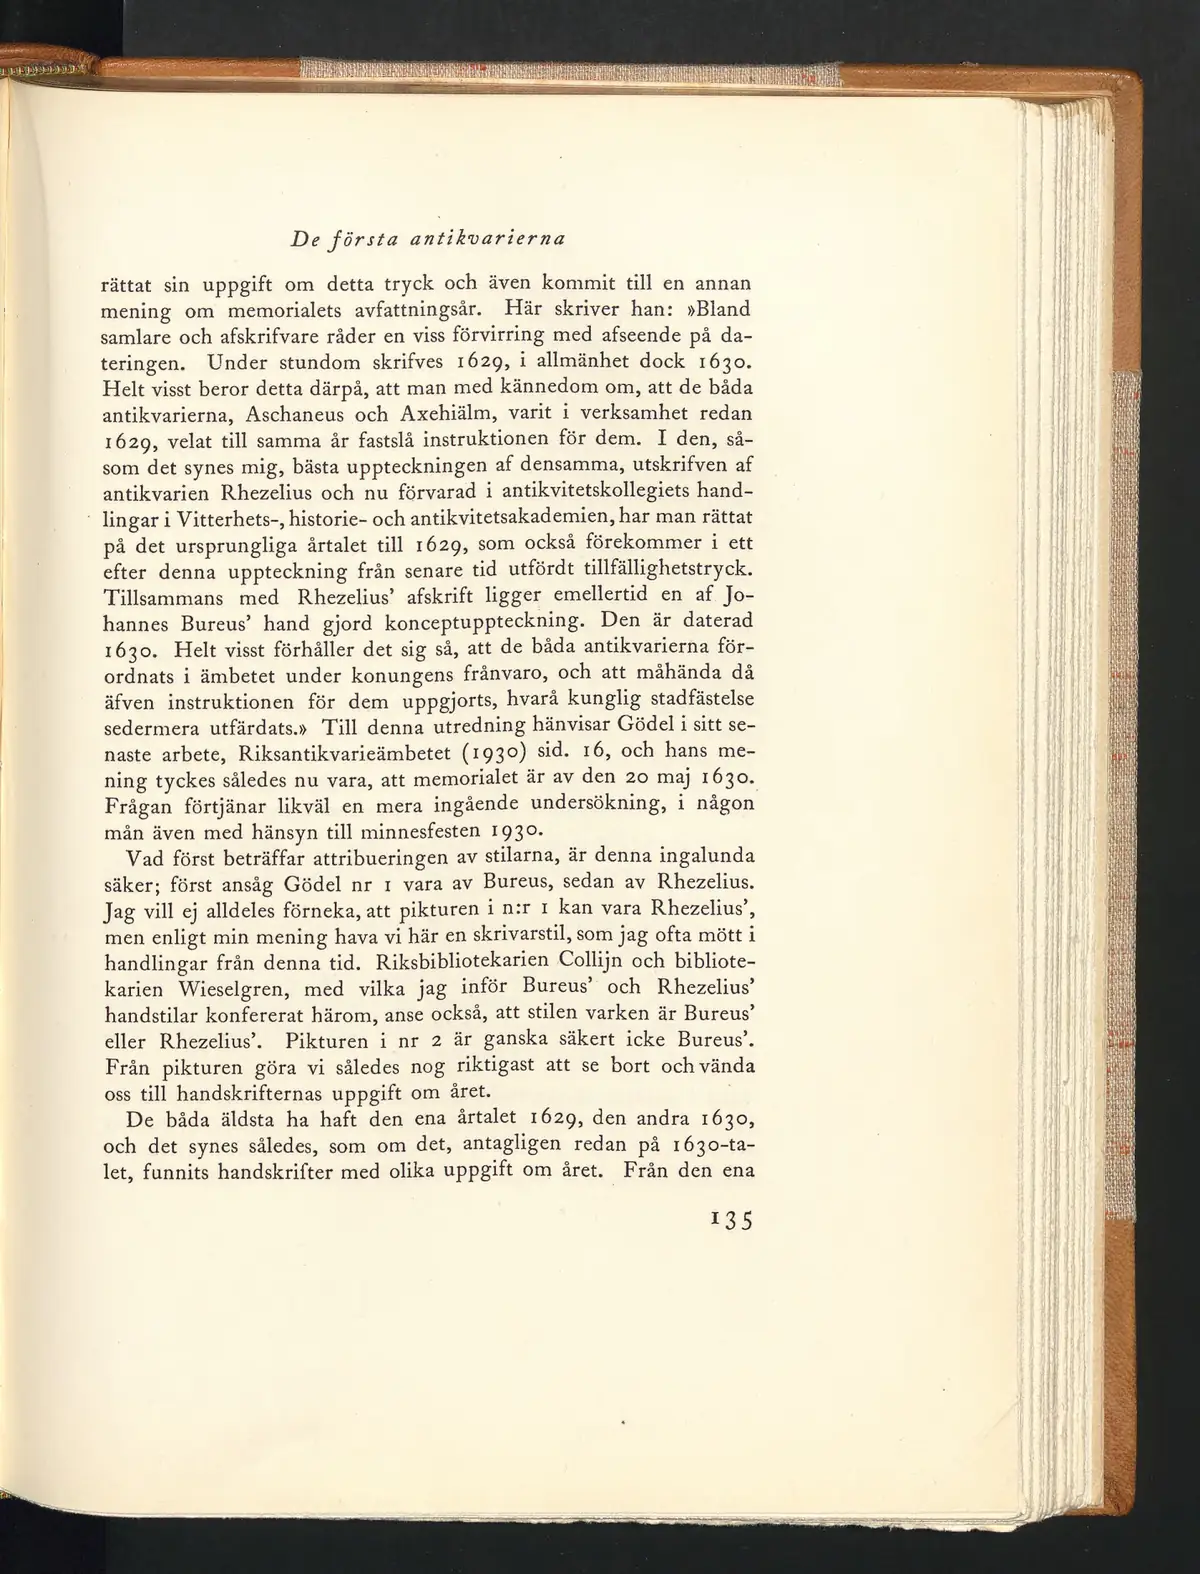 De första antikvarierna
rättat sin uppgift om detta tryck och även kommit till en annan
mening om memorialets avfattningsår. Här skriver han: »Bland
samlare och afskrifvare råder en viss förvirring med afseende på da-
teringen. Under stundom skrifves 1629, i allmänhet dock 1630.
Helt visst beror detta därpå, att man med kännedom om, att de båda
antikvarierna, Aschaneus och Axehiälm, varit i verksamhet redan
1629, velat till samma år fastslå instruktionen för dem. I den, så-
som det synes mig, bästa uppteckningen af densamma, utskrifven af
antikvarien Rhezelius och nu förvarad i antikvitetskollegiets hand-
lingar i Vitterhets-, historie- och antikvitetsakademien, har man rättat
på det ursprungliga årtalet till 1629, som också förekommer i ett
efter denna uppteckning från senare tid utfördt tillfällighetstryck.
Tillsammans med Rhezelius’ afskrift ligger emellertid en af Jo-
hannes Bureus’ hand gjord konceptuppteckning. Den är daterad
1630. Helt visst förhåller det sig så, att de båda antikvarierna för-
ordnats i ämbetet under konungens frånvaro, och att måhända då
äfven instruktionen för dem uppgjorts, hvarå kunglig stadfästelse
sedermera utfärdats.» Till denna utredning hänvisar Gödel i sitt se-
naste arbete, Riksantikvarieämbetet (1930) sid. 16, och hans me-
ning tyckes således nu vara, att memorialet är av den 20 maj 1630.
Frågan förtjänar likväl en mera ingående undersökning, i någon
mån även med hänsyn till minnesfesten 1930.
Vad först beträffar attribueringen av stilarna, är denna ingalunda
säker; först ansåg Gödel nr 1 vara av Bureus, sedan av Rhezelius.
Jag vill ej alldeles förneka, att pikturen i n:r 1 kan vara Rhezelius’,
men enligt min mening hava vi här en skrivarstil, som jag ofta mött i
handlingar från denna tid. Riksbibliotekarien Collijn och bibliote-
karien Wieselgren, med vilka jag inför Bureus’ och Rhezelius’
handstilar konfererat härom, anse också, att stilen varken är Bureus’
eller Rhezelius’. Pikturen i nr 2 är ganska säkert icke Bureus’.
Från pikturen göra vi således nog riktigast att se bort och vända
oss till handskrifternas uppgift om året.
De båda äldsta ha haft den ena årtalet 1629, den andra 1630,
och det synes således, som om det, antagligen redan på 1630-ta-
let, funnits handskrifter med olika uppgift om året. Från den ena
135